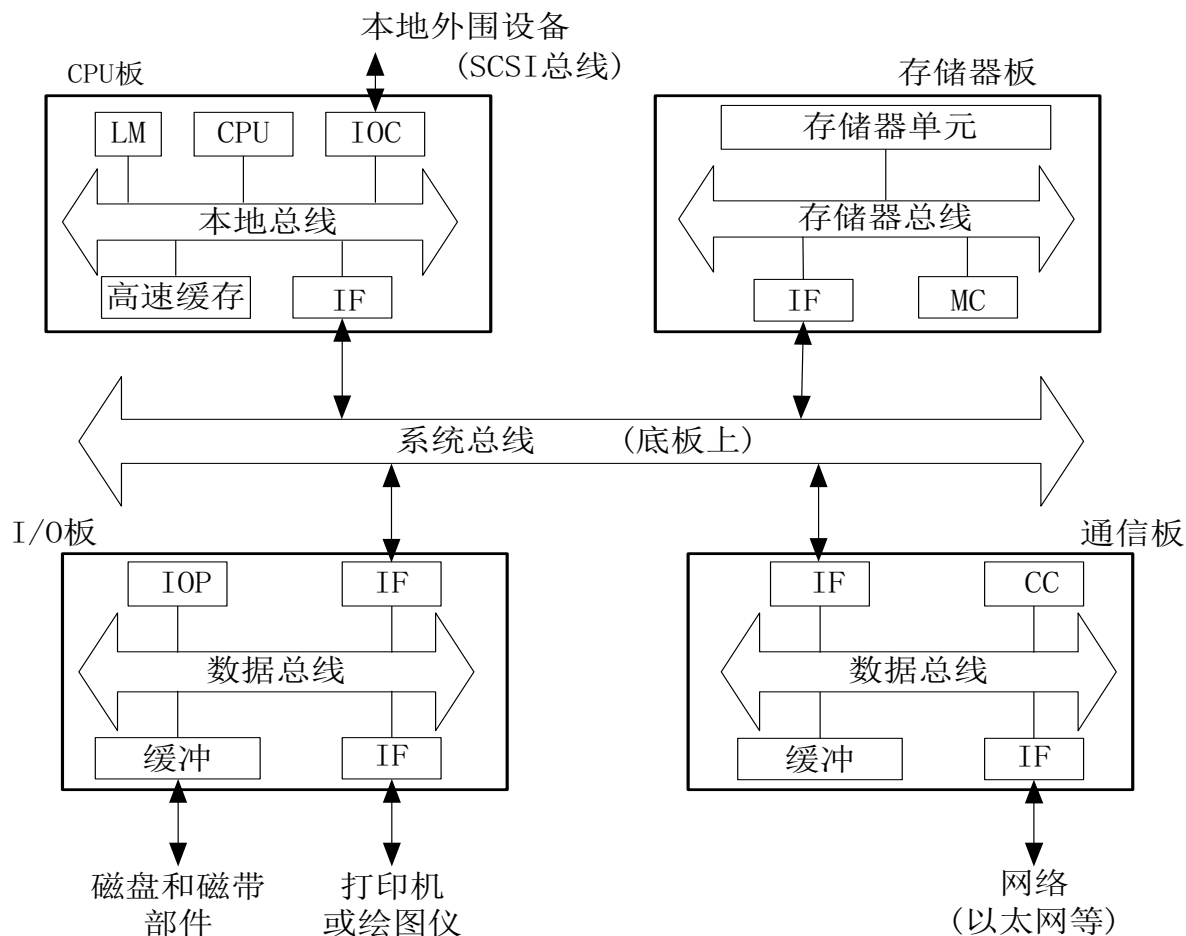 本地外围设备
(SCSI总线)
CPU板
LM
CPU
IOC
本地总线
高速缓存
IF
存储器板
存储器单元
存储器总线
IF
MC
系统总线 (底板上)
I/O板
IOP
IF
数据总线
缓冲
IF
磁盘和磁带
部件
打印机
或绘图仪
通信板
IF
CC
数据总线
缓冲
IF
网络
(以太网等)